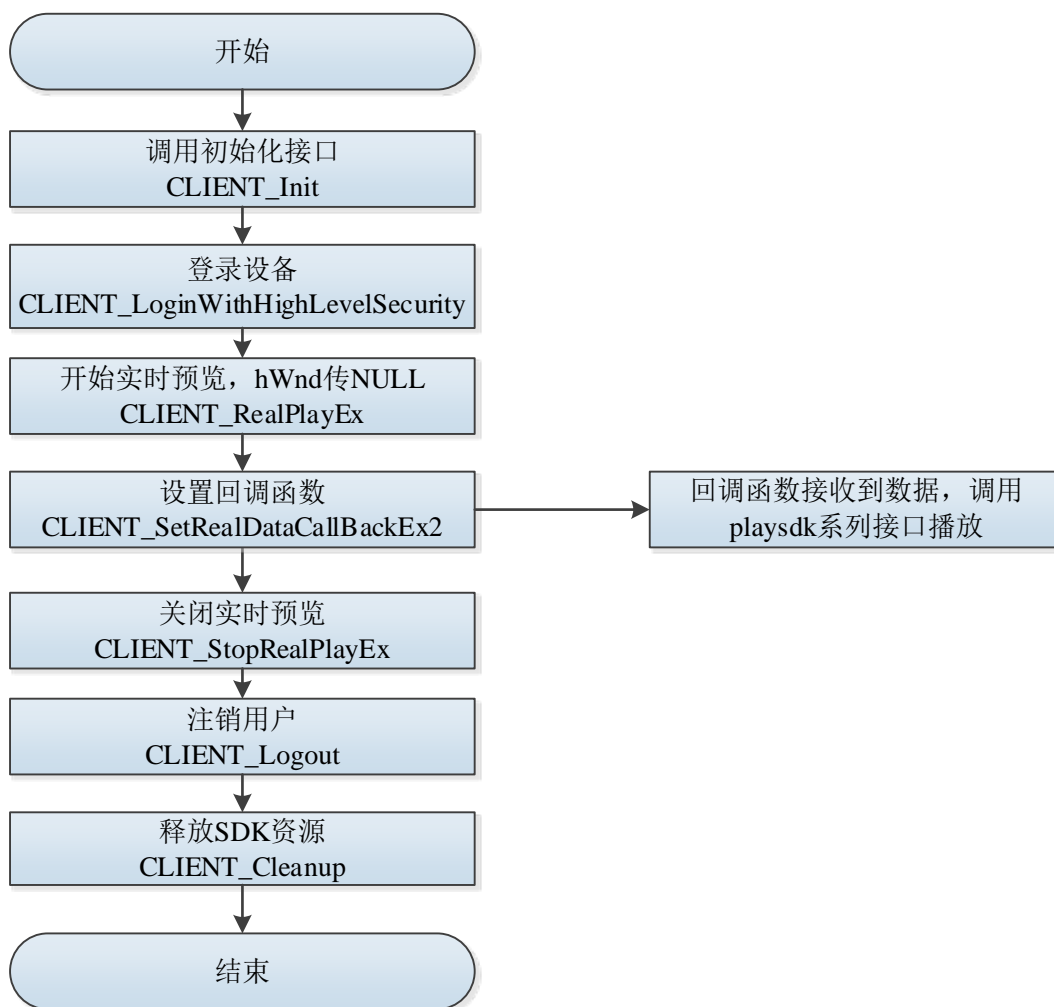 开始
调用初始化接口
CLIENT_Init
登录设备
CLIENT_LoginWithHighLevelSecurity
开始实时预览，hWnd传NULL
CLIENT_RealPlayEx
设置回调函数
CLIENT_SetRealDataCallBackEx2
回调函数接收到数据，调用
playsdk系列接口播放
关闭实时预览
CLIENT_StopRealPlayEx
注销用户
CLIENT_Logout
释放SDK资源
CLIENT_Cleanup
结束